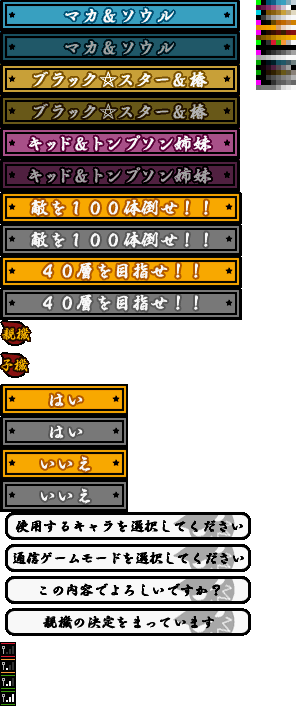 マカ＆ソウル
マカ＆ソウル
ブラック☆スター＆椿
ブラック☆スター＆椿
キッド＆トンプソン姉妹
キッド＆トンプソン姉妹
敵を１００体倒せ！！
敵を１００体倒せ！！
４０層を目指せ！！
４０層を目指せ！！
親機
子機
はい
はい
いいえ
いいえ
使用するキャラを選択してください
通信ゲームモードを選択してください
この内容でよろしいですか？
親機の決定をまっています